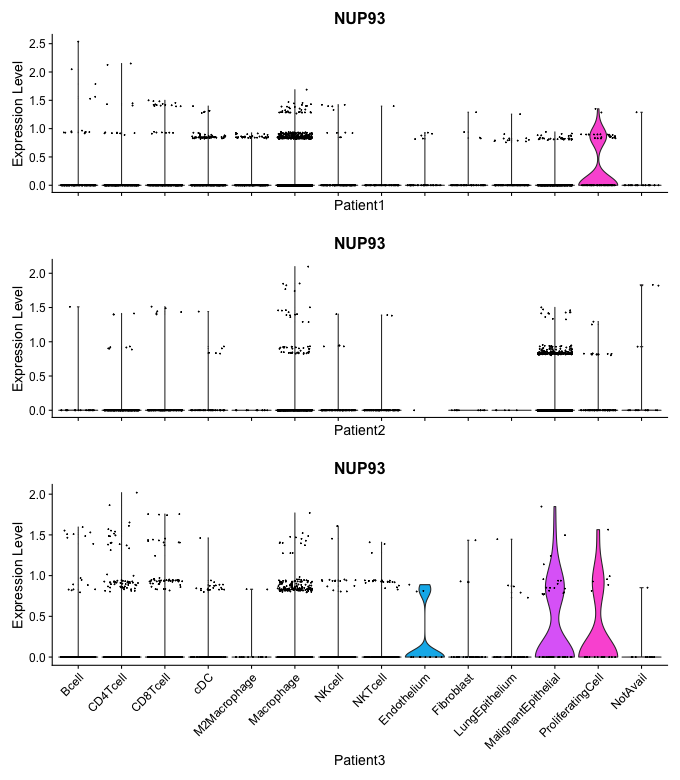 NUP93
Expression Level
2.5
2.0
1.5
1.0
0.5
0.0
Patient1
NUP93
Expression Level
2.0
1.5
1.0
0.5
0.0
Patient2
NUP93
Expression Level
2.0
1.5
1.0
0.5
0.0
Bcell
CD4Tcell
CD8Tcell
cDC
M2Macrophage
Macrophage
NKcell
NKTcell
Endothelium
Fibroblast
LungEpithelium
MalignantEpithelial
ProliferatingCell
NotAvail
Patient3